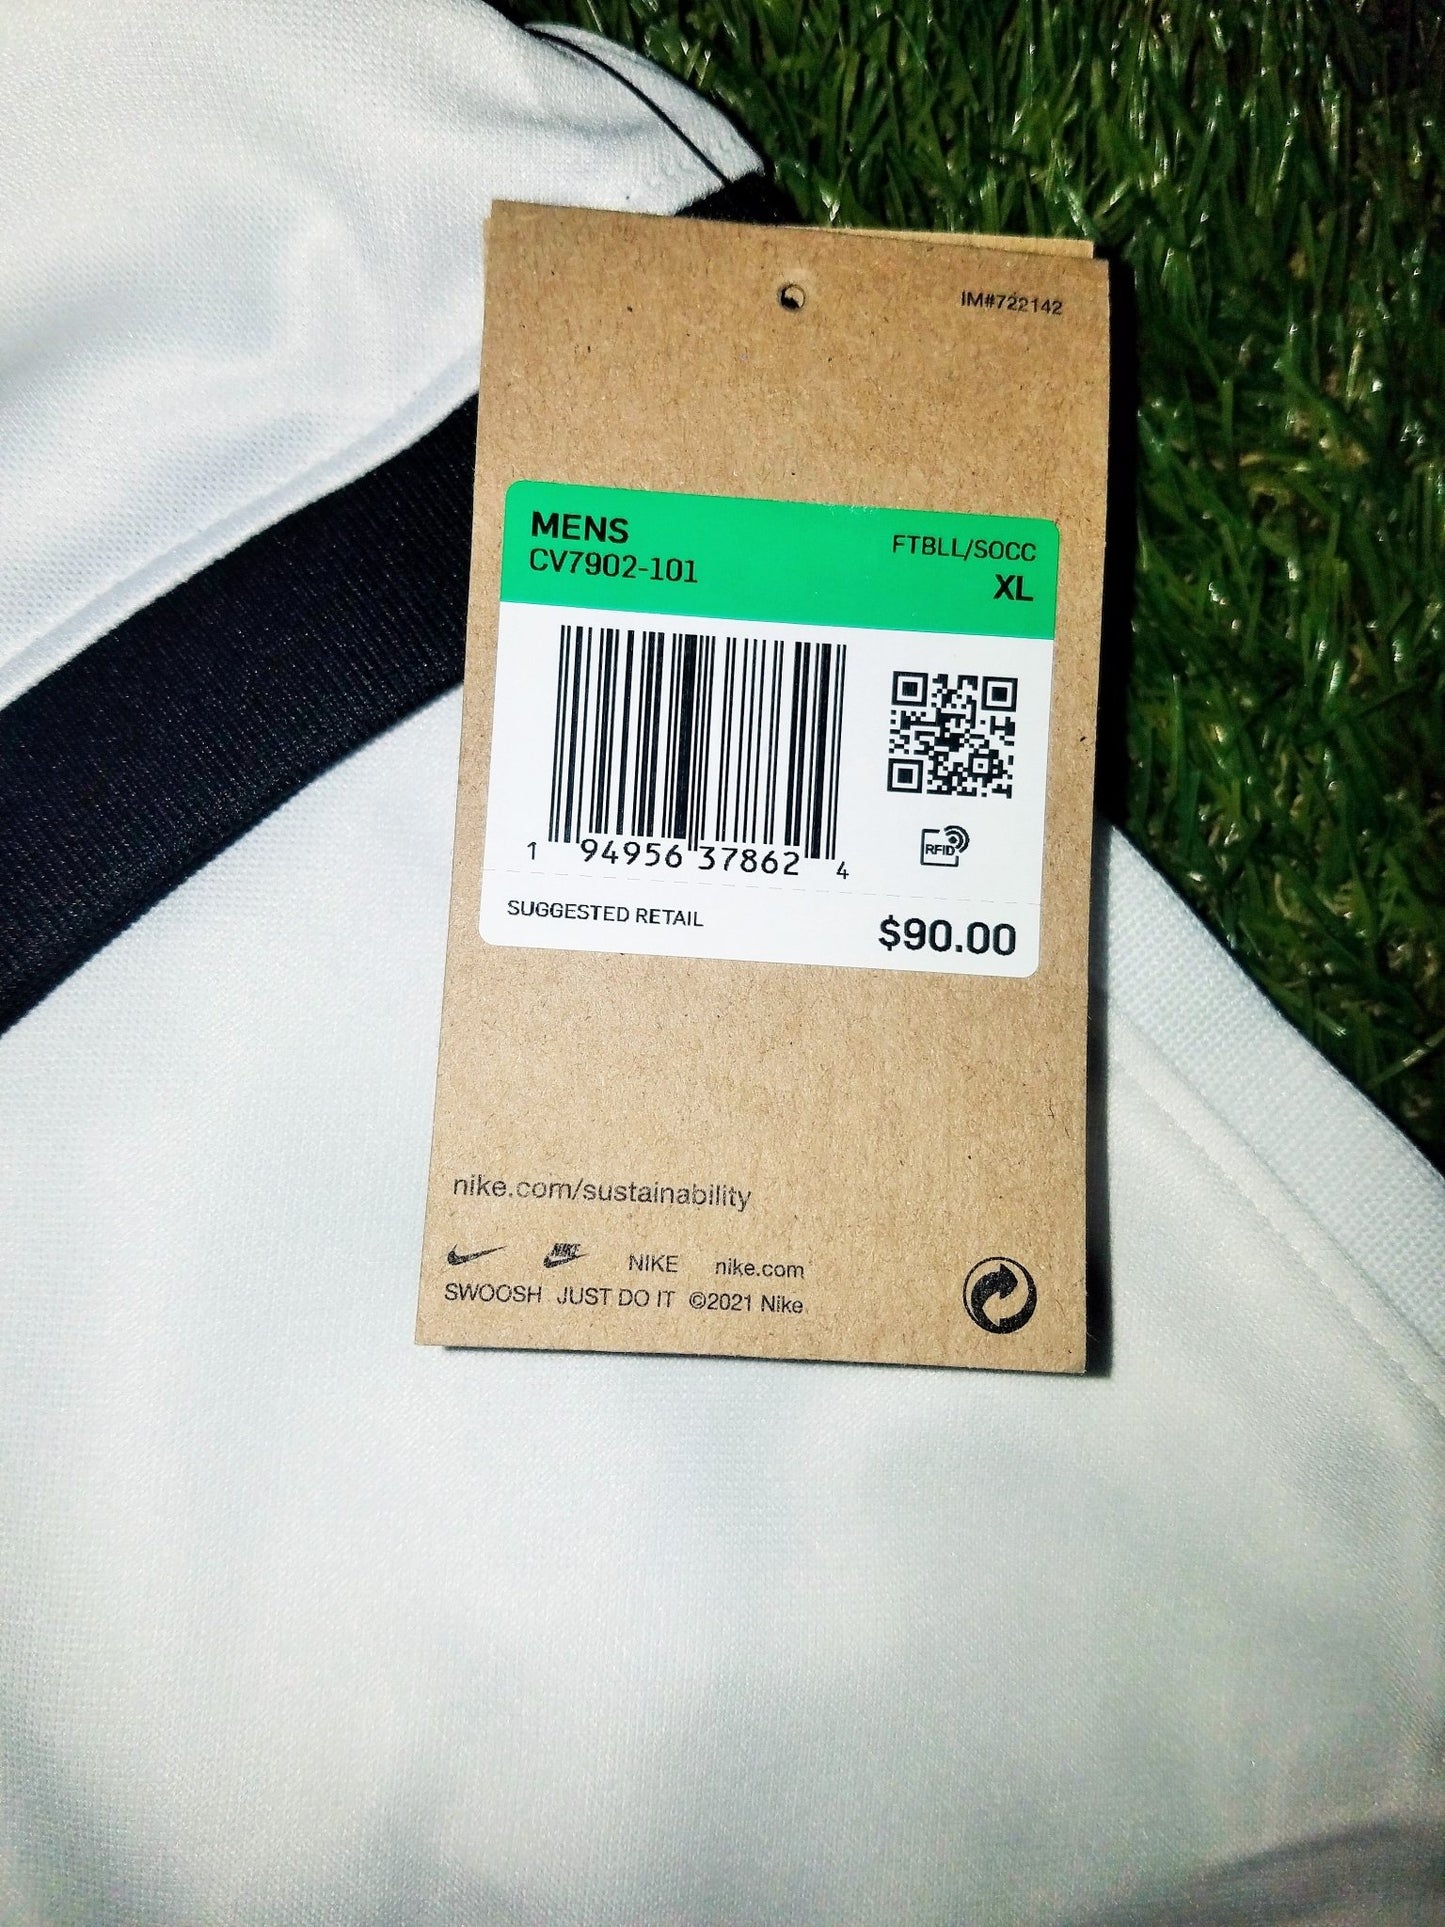 IM#722142
MENS
CV7902-101
FTBLL/SOCC
XL
1 94956 37862 4
RFID
SUGGESTED RETAIL $90.00
nike.com/sustainability
NIKE NIKE nike.com
SWOOSH JUST DO IT ©2021 Nike